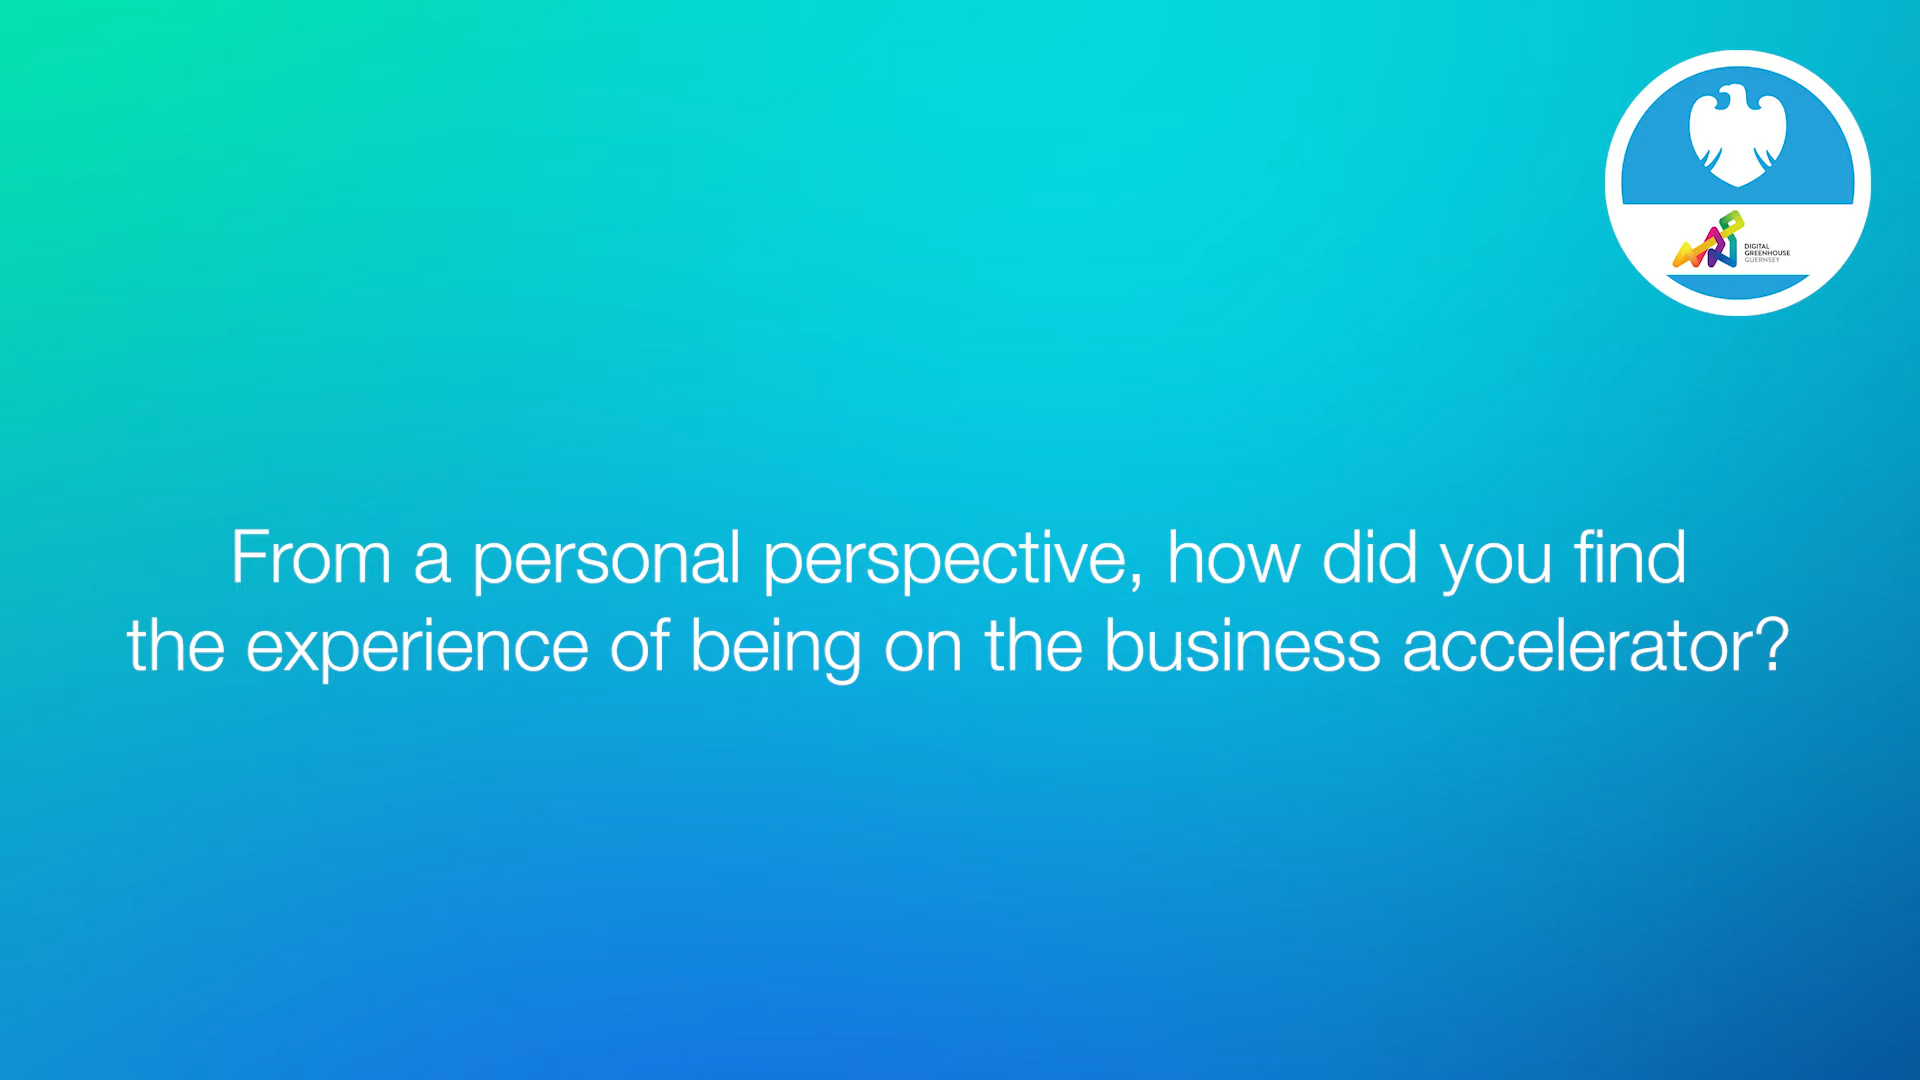 DIGITAL
GREENHOUSE
GUERNSEY
From a personal perspective, how did you find
the experience of being on the business accelerator?